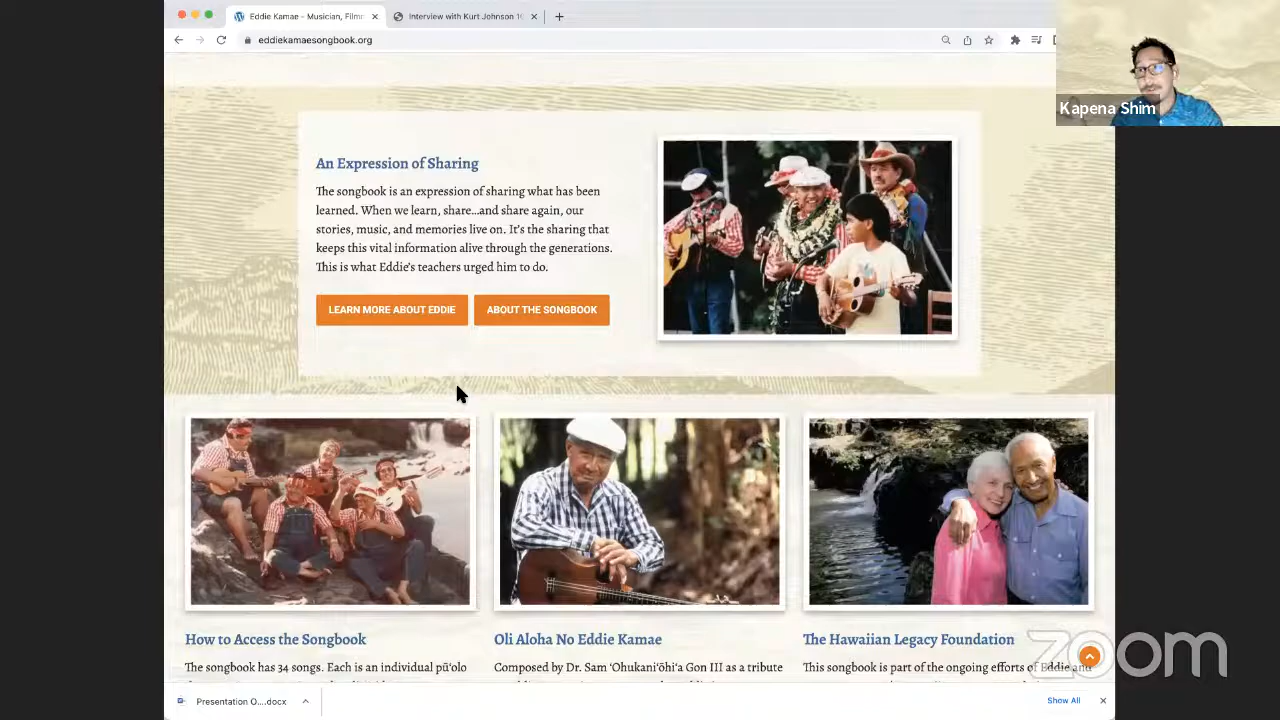 Eddie Kamae - Musician, Filmm
Interview with Kurt Johnson 10
eddiekamaesongbook.org
Kapena Shim
An Expression of Sharing
The songbook is an expression of sharing what has been
learned. When we learn, share...and share again, our
stories, music, and memories live on. It's the sharing that
keeps this vital information alive through the generations.
This is what Eddie's teachers urged him to do.
LEARN MORE ABOUT EDDIE
ABOUT THE SONGBOOK
How to Access the Songbook
The songbook has 34 songs. Each is an individual pū'olo
Oli Aloha No Eddie Kamae
Composed by Dr. Sam 'Ohukani'ōhi'a Gon III as a tribute
The Hawaiian Legacy Foundation
This songbook is part of the ongoing efforts of Eddie and
zoom
Presentation O....docx
Show All